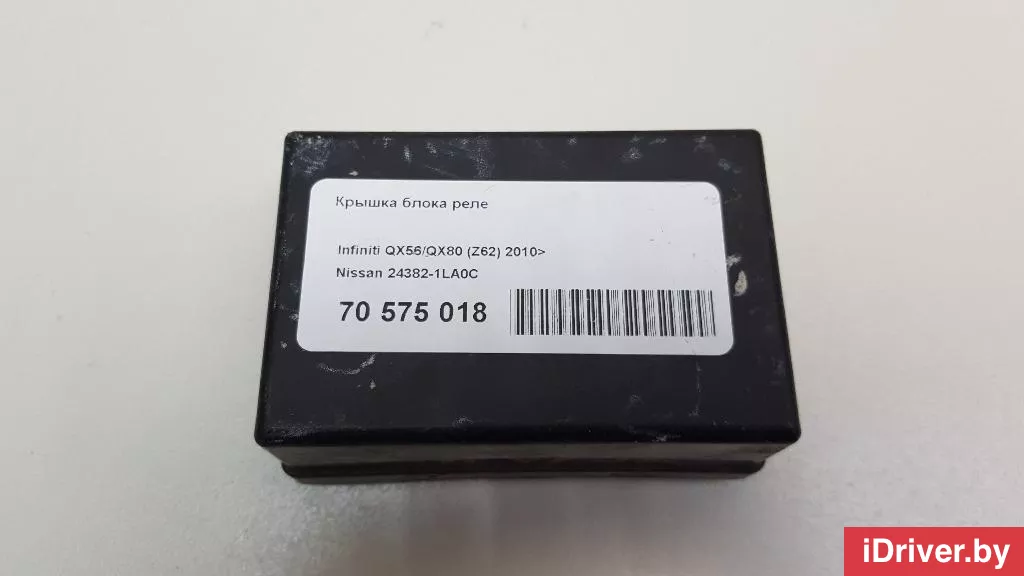 Крышка блока реле
Infiniti QX56/QX80 (Z62) 2010>
Nissan 24382-1LA0C
70 575 018
iDriver.by